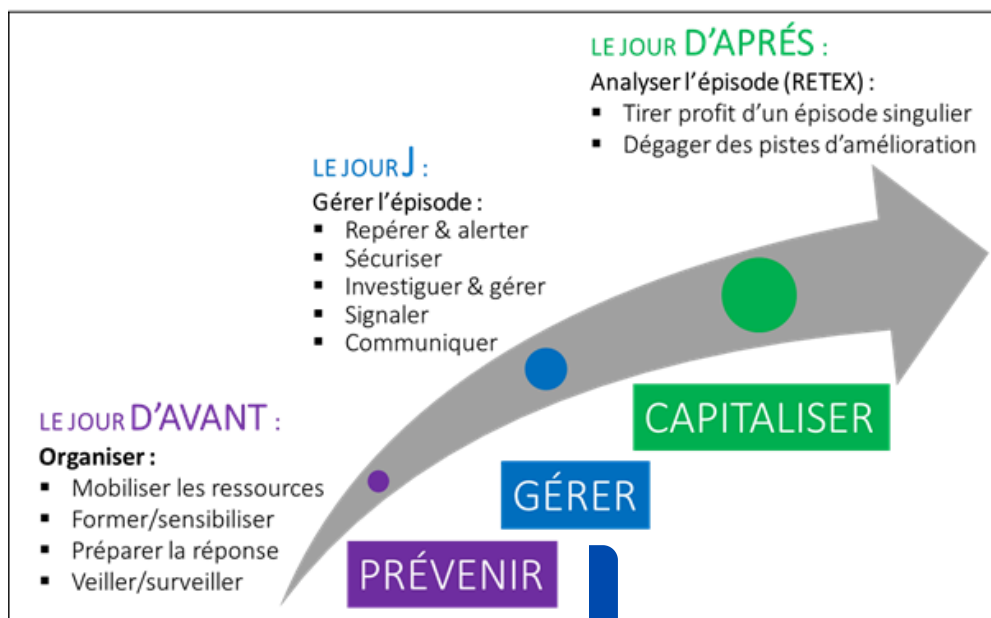 LE JOUR D'APRÉS :
Analyser l'épisode (RETEX) :
▪ Tirer profit d'un épisode singulier
▪ Dégager des pistes d'amélioration
LE JOUR J :
Gérer l'épisode :
▪ Repérer & alerter
▪ Sécuriser
▪ Investiguer & gérer
▪ Signaler
▪ Communiquer
LE JOUR D'AVANT :
Organiser :
▪ Mobiliser les ressources
▪ Former/sensibiliser
▪ Préparer la réponse
▪ Veiller/surveiller
PRÉVENIR
GÉRER
CAPITALISER